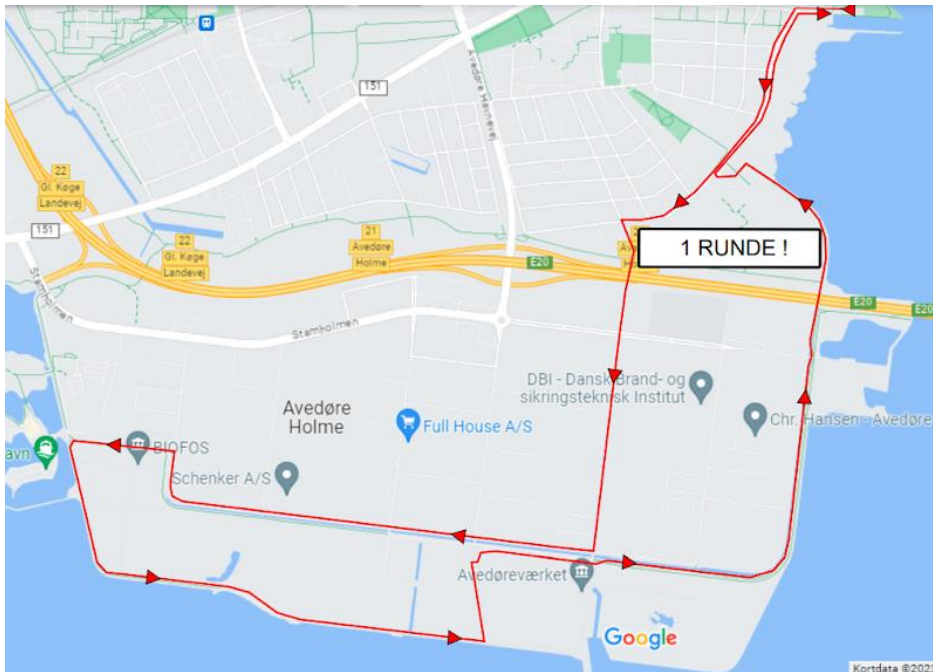 151
Avedøre Havnevej
22
Gl. Køge
Landevej
151
22
Gl. Køge
Landevej
21
Avedøre
Holme
E20
1 RUNDE !
E20
E20
Stamholmen
Stamholmen
DBI - Dansk Brand- og
sikringsteknisk Institut
Avedøre
Holme
Full House A/S
Chr. Hansen - Avedøre
BIOFOS
Schenker A/S
Avedøreværket
Google